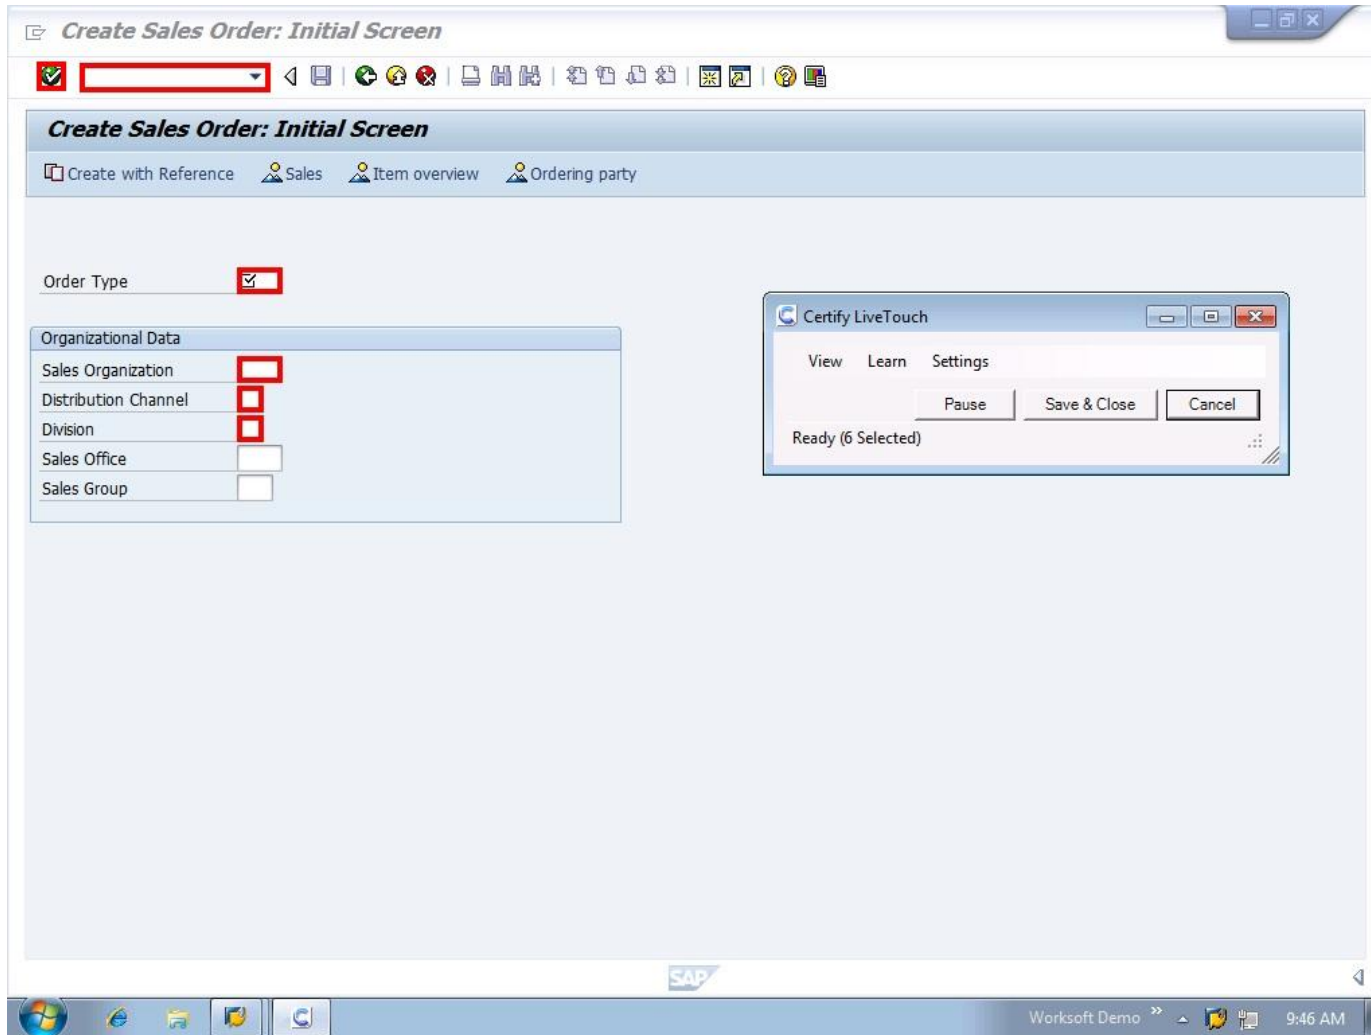 Create Sales Order: Initial Screen
Create Sales Order: Initial Screen
Create with Reference Sales Item overview Ordering party
Order Type
Organizational Data
Sales Organization
Distribution Channel
Division
Sales Office
Sales Group
Certify LiveTouch
View Learn Settings
Pause Save & Close Cancel
Ready (6 Selected)
SAP
Worksoft Demo » 9:46 AM